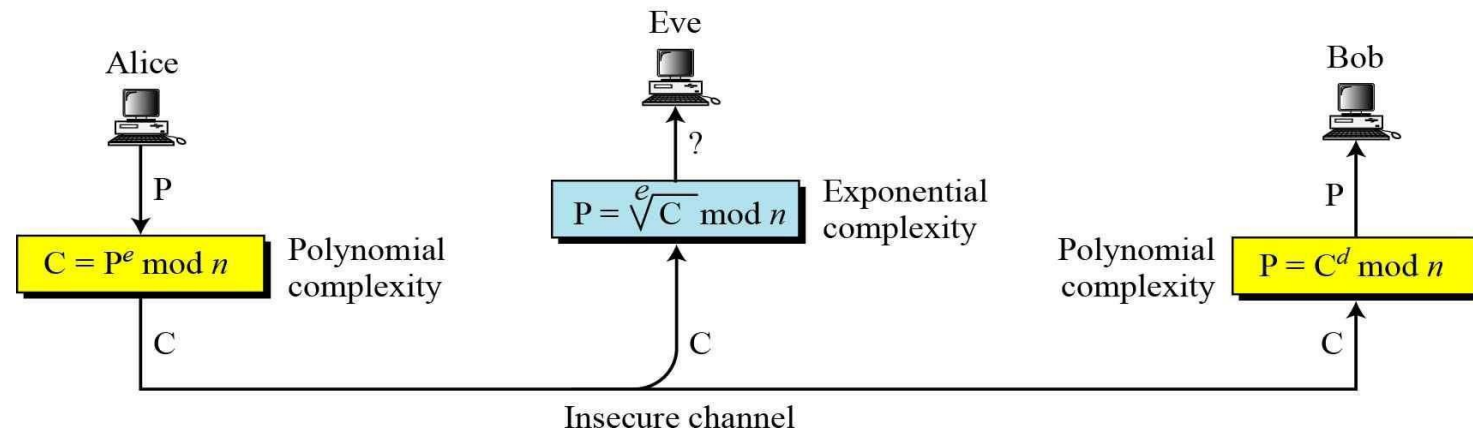 Eve
Alice
Bob
?
P
P = ᵉ√C mod n
Exponential
complexity
P
C = Pᵉ mod n
Polynomial
complexity
Polynomial
complexity
P = Cᵈ mod n
C
C
C
Insecure channel